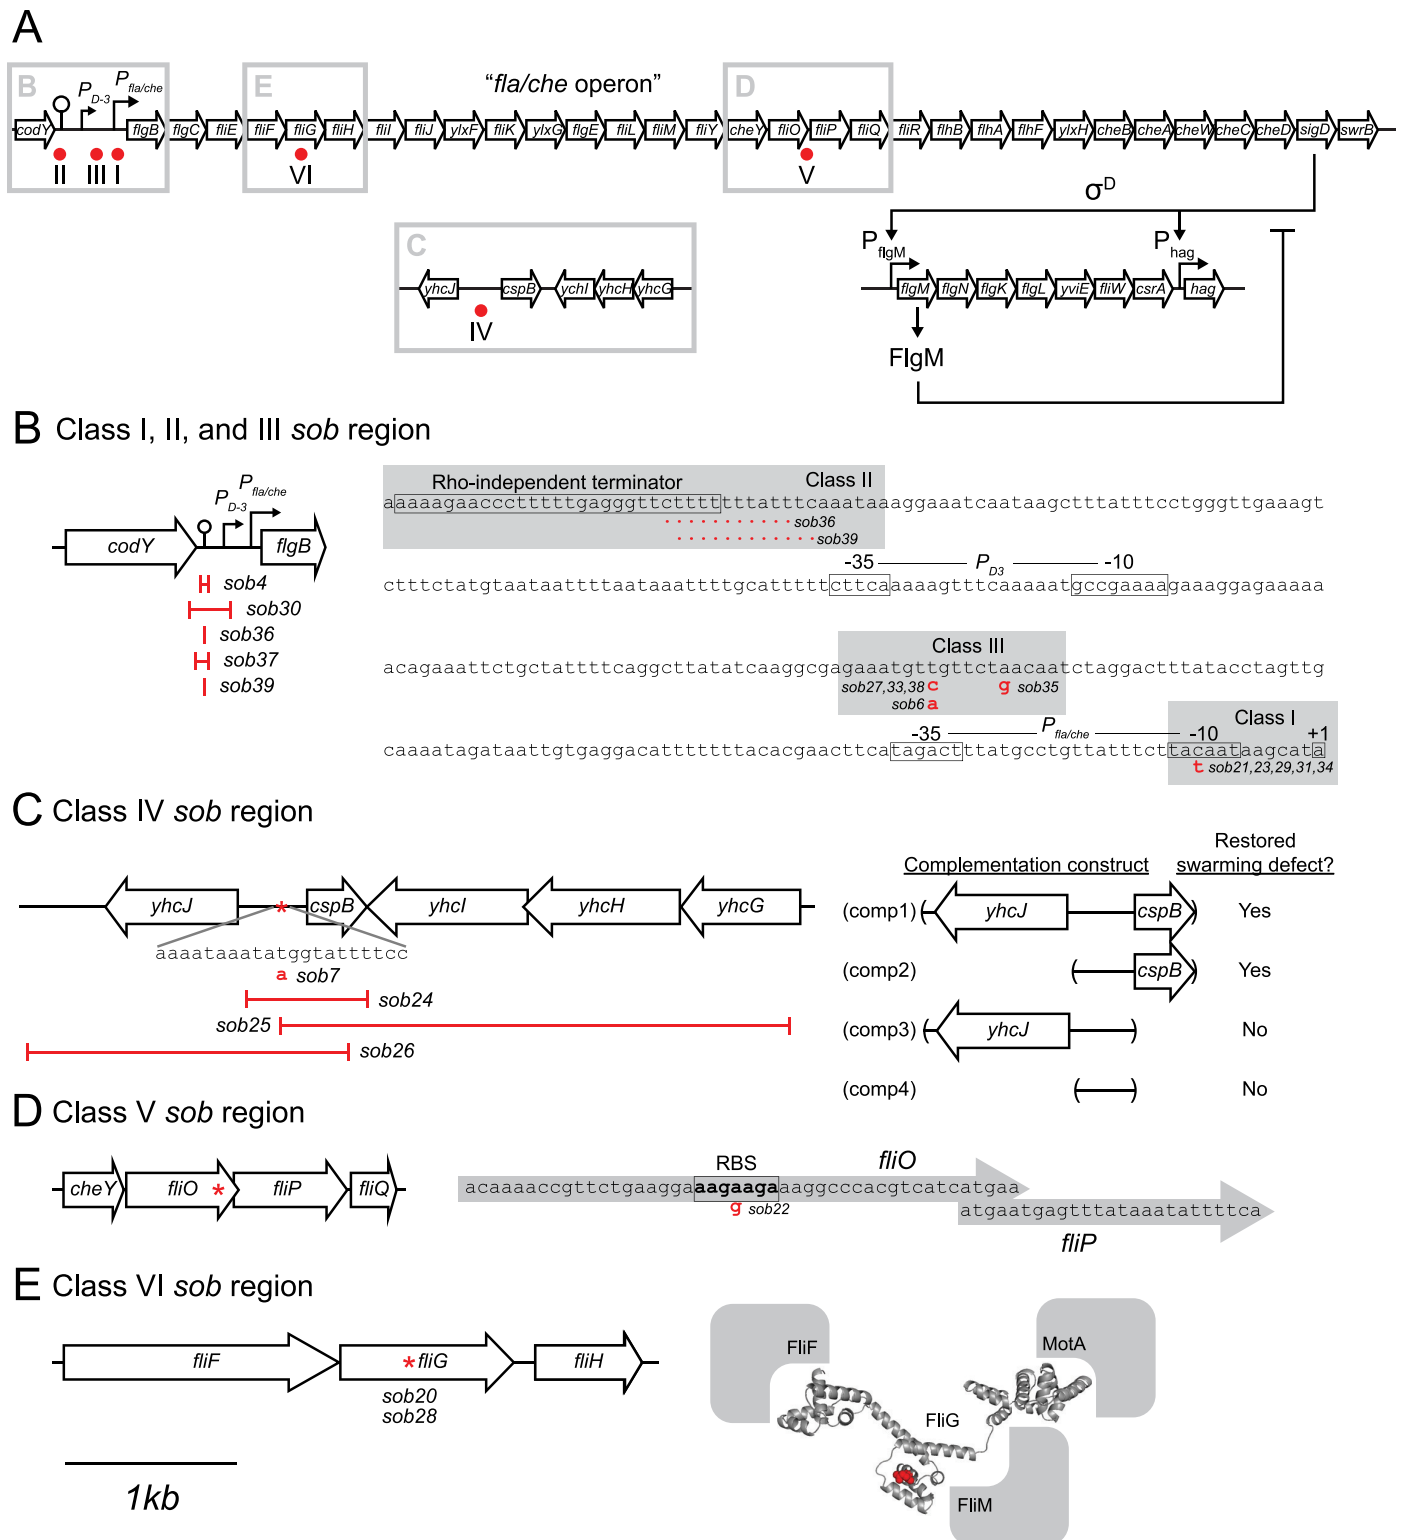 A
B
P D-3
P fla/che
E
"fla/che operon"
D
codY flgB flgC fliE fliF fliG fliH fliI fliJ ylxF fliK ylxG flgE fliL fliM fliY cheY fliO fliP fliQ fliR flhB flhA flhF ylxH cheB cheA cheW cheC cheD sigD swrB
II III I
VI
V
σD
C
yhcJ cspB ychI yhcH yhcG
IV
P flgM
P hag
flgM flgN flgK flgL yviE fliW csrA hag
FlgM
B Class I, II, and III sob region
P fla/che
P D-3
codY flgB
sob4
sob30
sob36
sob37
sob39
Rho-independent terminator Class II
aaaaagaacccttttttgagggttcttttttttatttcaaataaaggaaatcaataagctttatttcctgggttgaaagt
sob36
sob39
-35 P D3 -10
ctttctatgtaataattttaataaattttgcatttttcttcaaaaagtttcaaaaatgccgaaaagaaaggagaaaaa
Class III
acagaaattctgctattttcaggcttatatcaaggcgagaaatgttgttctaacaatctaggactttatacctagttg
sob27,33,38 c g sob35
sob6 a
-35 P fla/che -10 Class I +1
caaaatagataattgtgaggacattttttttacacgaacttcatagactttatgcctgttatttcttacaataagcata
t sob21,23,29,31,34
C Class IV sob region
yhcJ * cspB yhcI yhcH yhcG
aaaataaatatggtattttcc
a sob7
sob24
sob25
sob26
Complementation construct Restored swarming defect?
(comp1) ( yhcJ cspB ) Yes
(comp2) ( cspB ) Yes
(comp3) ( yhcJ ) No
(comp4) ( ) No
D Class V sob region
cheY fliO * fliP fliQ
RBS fliO
acaaaaccgttctgaaggaaagaagaaaggcccacgtcatcatgaa
g sob22
atgaatgagtttataaatattttca
fliP
E Class VI sob region
fliF * fliG fliH
sob20
sob28
1kb
FliF
MotA
FliG
FliM